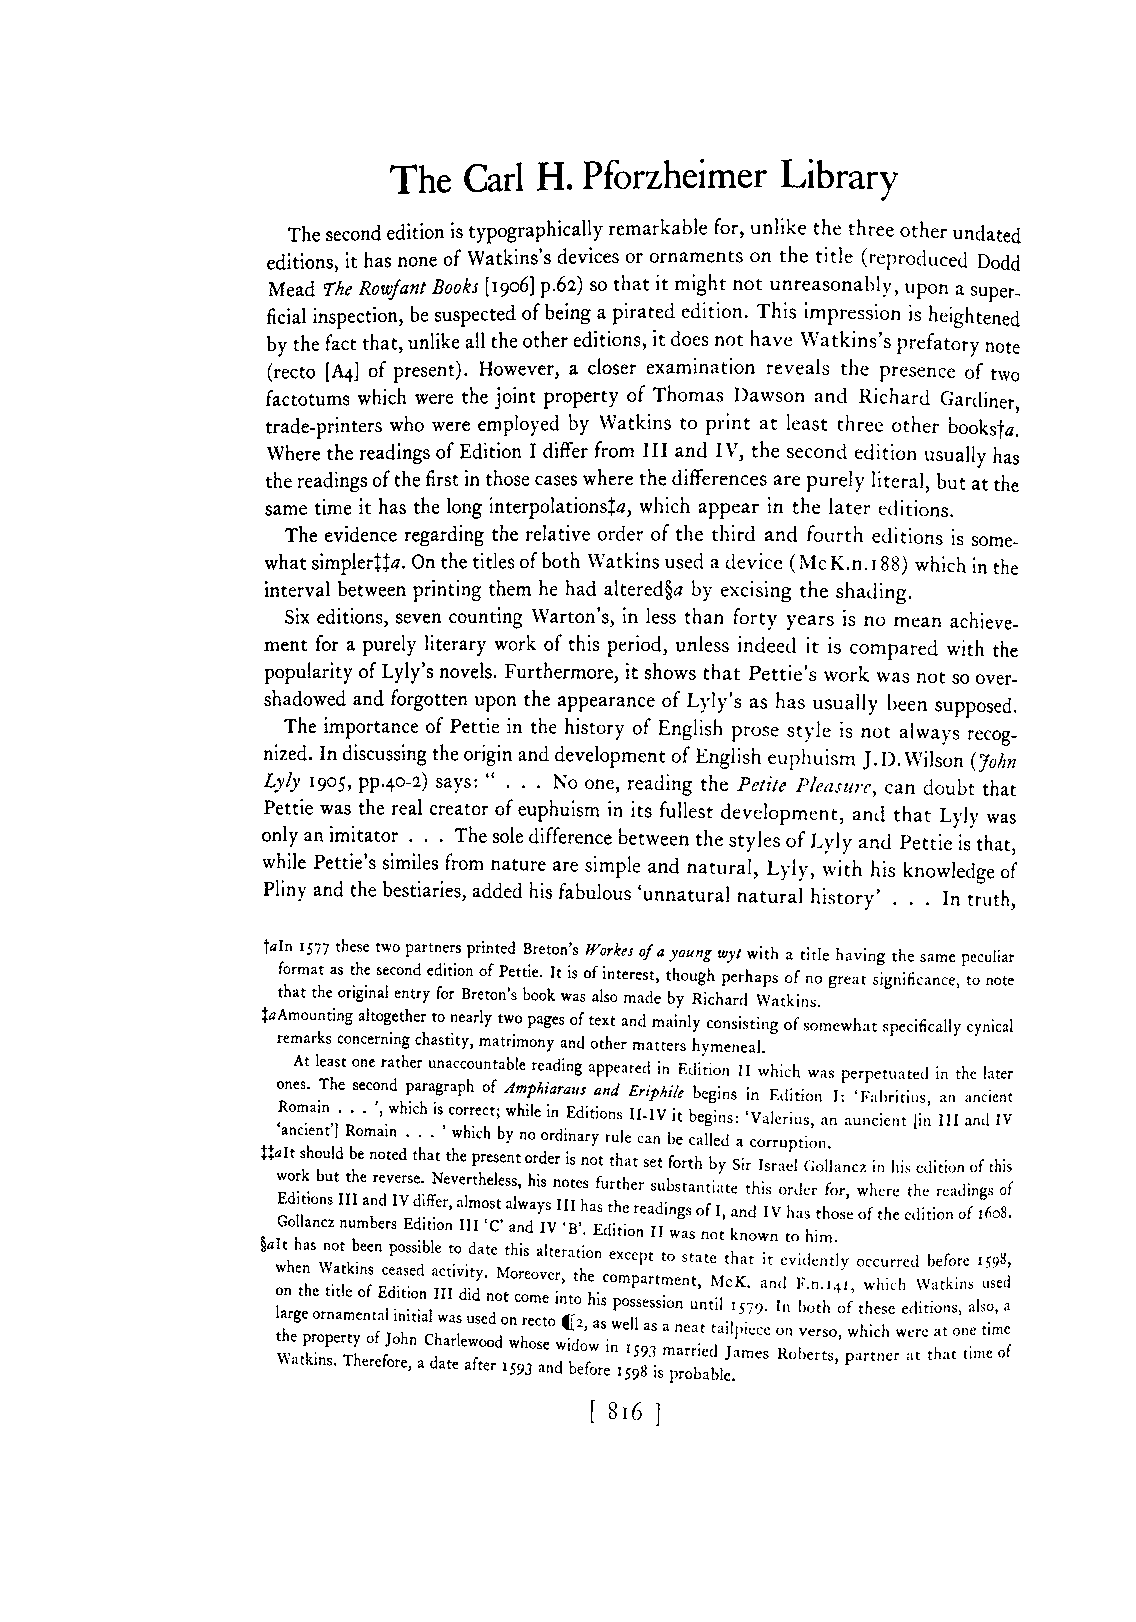 The Carl H. Pforzheimer Library
The second edition is typographically remarkable for, unlike the three other undated
editions, it has none of Watkins's devices or ornaments on the title (reproduced Dodd
Mead The Rowfant Books [1906] p.62) so that it might not unreasonably, upon a super-
ficial inspection, be suspected of being a pirated edition. This impression is heightened
by the fact that, unlike all the other editions, it does not have Watkins's prefatory note
(recto [A4] of present). However, a closer examination reveals the presence of two
factotums which were the joint property of Thomas Dawson and Richard Gardiner,
trade-printers who were employed by Watkins to print at least three other books†a.
Where the readings of Edition I differ from III and IV, the second edition usually has
the readings of the first in those cases where the differences are purely literal, but at the
same time it has the long interpolations‡a, which appear in the later editions.
The evidence regarding the relative order of the third and fourth editions is some-
what simpler‡‡a. On the titles of both Watkins used a device (McK.n.188) which in the
interval between printing them he had altered§a by excising the shading.
Six editions, seven counting Warton's, in less than forty years is no mean achieve-
ment for a purely literary work of this period, unless indeed it is compared with the
popularity of Lyly's novels. Furthermore, it shows that Pettie's work was not so over-
shadowed and forgotten upon the appearance of Lyly's as has usually been supposed.
The importance of Pettie in the history of English prose style is not always recog-
nized. In discussing the origin and development of English euphuism J.D.Wilson (John
Lyly 1905, pp.40-2) says: " . . . No one, reading the Petite Pleasure, can doubt that
Pettie was the real creator of euphuism in its fullest development, and that Lyly was
only an imitator . . . The sole difference between the styles of Lyly and Pettie is that,
while Pettie's similes from nature are simple and natural, Lyly, with his knowledge of
Pliny and the bestiaries, added his fabulous 'unnatural natural history' . . . In truth,
†aIn 1577 these two partners printed Breton's Workes of a young wyt with a title having the same peculiar
format as the second edition of Pettie. It is of interest, though perhaps of no great significance, to note
that the original entry for Breton's book was also made by Richard Watkins.
‡aAmounting altogether to nearly two pages of text and mainly consisting of somewhat specifically cynical
remarks concerning chastity, matrimony and other matters hymeneal.
At least one rather unaccountable reading appeared in Edition II which was perpetuated in the later
ones. The second paragraph of Amphiaraus and Eriphile begins in Edition I: 'Fabritius, an ancient
Romain . . . ', which is correct; while in Editions II-IV it begins: 'Valerius, an auncient [in III and IV
'ancient'] Romain . . . ' which by no ordinary rule can be called a corruption.
‡‡aIt should be noted that the present order is not that set forth by Sir Israel Gollancz in his edition of this
work but the reverse. Nevertheless, his notes further substantiate this order for, where the readings of
Editions III and IV differ, almost always III has the readings of I, and IV has those of the edition of 1608.
Gollancz numbers Edition III 'C' and IV 'B'. Edition II was not known to him.
§aIt has not been possible to date this alteration except to state that it evidently occurred before 1598,
when Watkins ceased activity. Moreover, the compartment, McK. and F.n.141, which Watkins used
on the title of Edition III did not come into his possession until 1579. In both of these editions, also, a
large ornamental initial was used on recto ¶2, as well as a neat tailpiece on verso, which were at one time
the property of John Charlewood whose widow in 1593 married James Roberts, partner at that time of
Watkins. Therefore, a date after 1593 and before 1598 is probable.
[ 816 ]